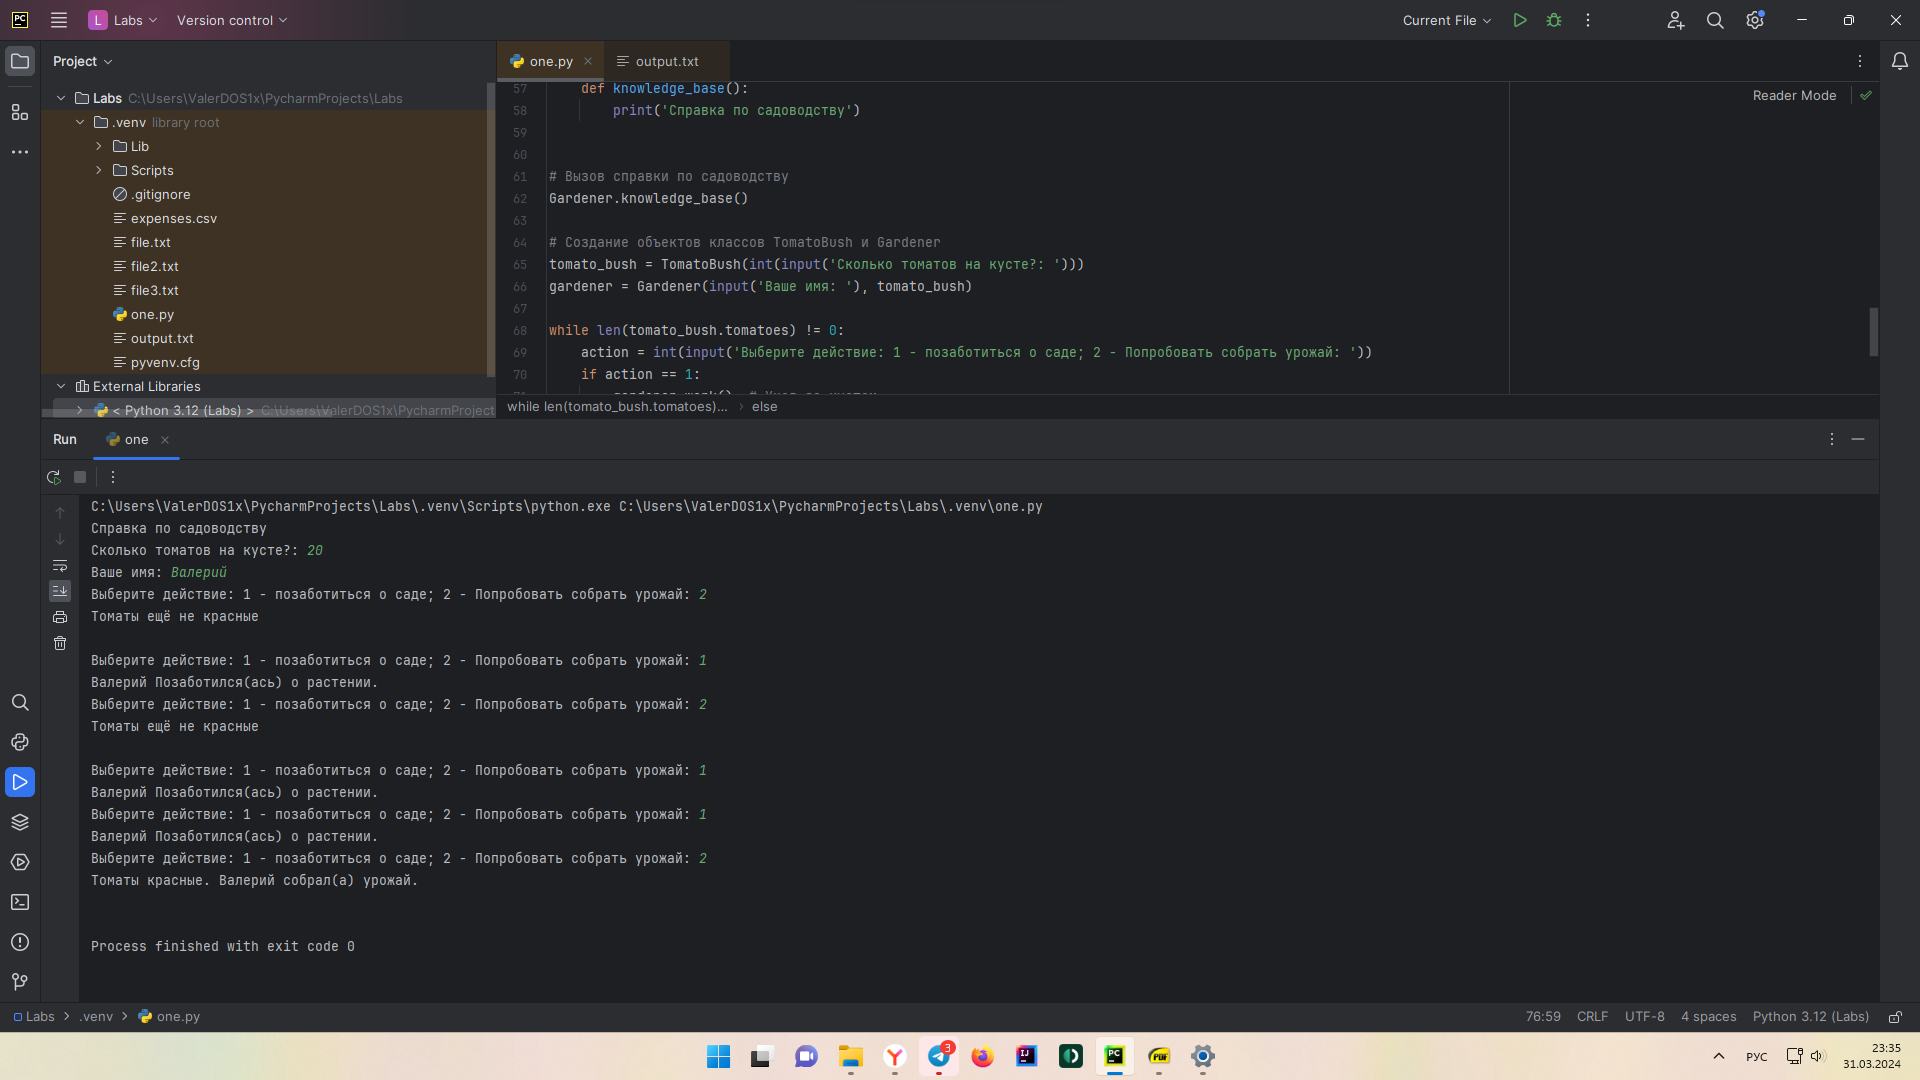 PC
L Labs
Version control
Current File
Project
one.py
output.txt
Labs C:\Users\ValerDOS1x\PycharmProjects\Labs
.venv library root
Lib
Scripts
.gitignore
expenses.csv
file.txt
file2.txt
file3.txt
one.py
output.txt
pyvenv.cfg
External Libraries
< Python 3.12 (Labs) > C:\Users\ValerDOS1x\PycharmProject
Reader Mode
57 def knowledge_base():
58 print('Справка по садоводству')
59
60
61 # Вызов справки по садоводству
62 Gardener.knowledge_base()
63
64 # Создание объектов классов TomatoBush и Gardener
65 tomato_bush = TomatoBush(int(input('Сколько томатов на кусте?: ')))
66 gardener = Gardener(input('Ваше имя: '), tomato_bush)
67
68 while len(tomato_bush.tomatoes) != 0:
69 action = int(input('Выберите действие: 1 - позаботиться о саде; 2 - Попробовать собрать урожай: '))
70 if action == 1:
while len(tomato_bush.tomatoes)... › else
Run
one
C:\Users\ValerDOS1x\PycharmProjects\Labs\.venv\Scripts\python.exe C:\Users\ValerDOS1x\PycharmProjects\Labs\.venv\one.py
Справка по садоводству
Сколько томатов на кусте?: 20
Ваше имя: Валерий
Выберите действие: 1 - позаботиться о саде; 2 - Попробовать собрать урожай: 2
Томаты ещё не красные
Выберите действие: 1 - позаботиться о саде; 2 - Попробовать собрать урожай: 1
Валерий Позаботился(ась) о растении.
Выберите действие: 1 - позаботиться о саде; 2 - Попробовать собрать урожай: 2
Томаты ещё не красные
Выберите действие: 1 - позаботиться о саде; 2 - Попробовать собрать урожай: 1
Валерий Позаботился(ась) о растении.
Выберите действие: 1 - позаботиться о саде; 2 - Попробовать собрать урожай: 1
Валерий Позаботился(ась) о растении.
Выберите действие: 1 - позаботиться о саде; 2 - Попробовать собрать урожай: 2
Томаты красные. Валерий собрал(а) урожай.
Process finished with exit code 0
Labs › .venv › one.py
76:59 CRLF UTF-8 4 spaces Python 3.12 (Labs)
3
IJ
PC
PDF
РУС
23:35
31.03.2024